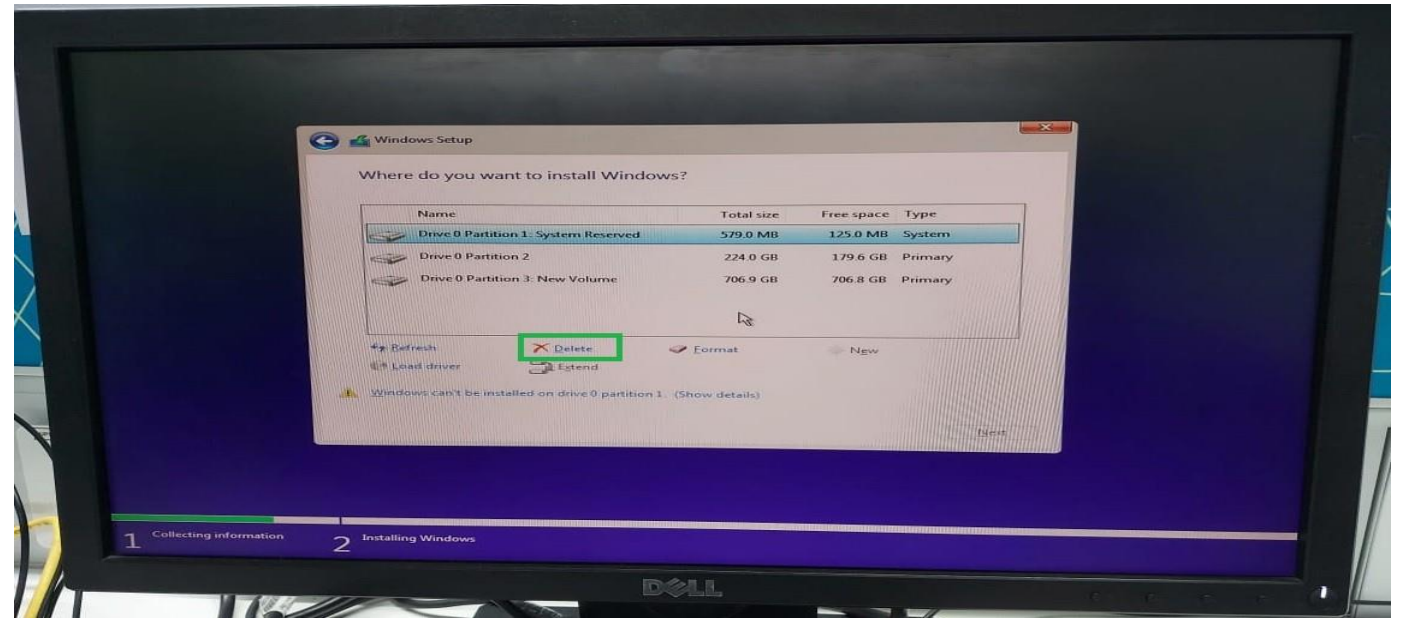 Windows Setup
Where do you want to install Windows?
Name Total size Free space Type
Drive 0 Partition 1: System Reserved 579.0 MB 125.0 MB System
Drive 0 Partition 2 224.0 GB 179.6 GB Primary
Drive 0 Partition 3: New Volume 706.9 GB 706.8 GB Primary
Refresh Delete Format New
Load driver Extend
Windows can't be installed on drive 0 partition 1. (Show details)
Next
1 Collecting information 2 Installing Windows
DELL